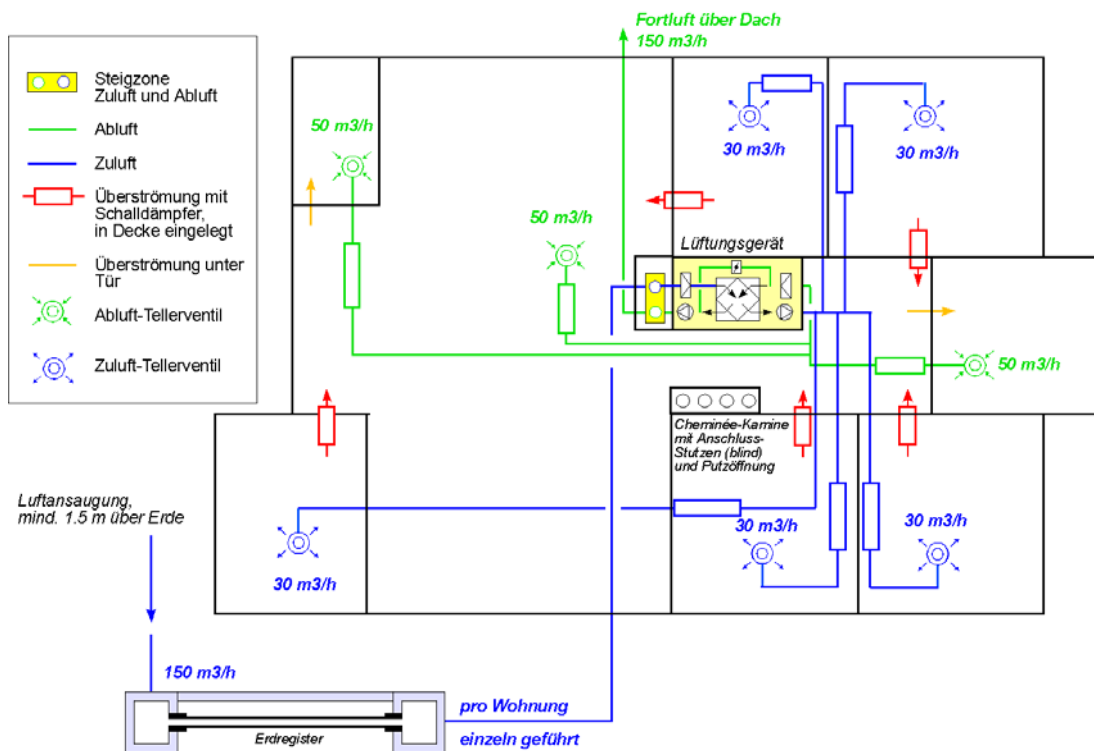 Fortluft über Dach
150 m3/h
Steigzone
Zuluft und Abluft
Abluft
Zuluft
Überströmung mit
Schalldämpfer,
in Decke eingelegt
Überströmung unter
Tür
Abluft-Tellerventil
Zuluft-Tellerventil
50 m3/h
30 m3/h
30 m3/h
50 m3/h
Lüftungsgerät
50 m3/h
Cheminée-Kamine
mit Anschluss-
Stutzen (blind)
und Putzöffnung
Luftansaugung,
mind. 1.5 m über Erde
30 m3/h
30 m3/h
30 m3/h
150 m3/h
pro Wohnung
einzeln geführt
Erdregister